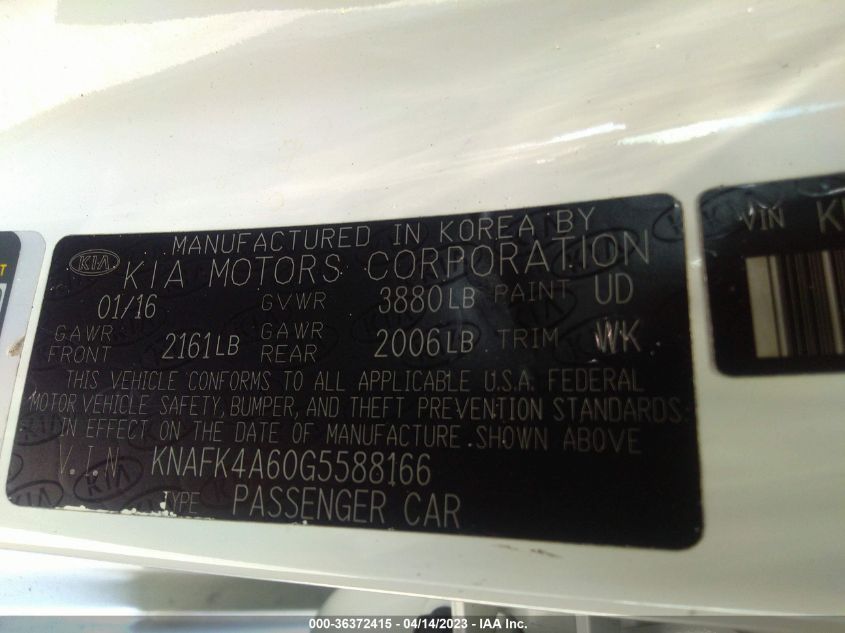 MANUFACTURED IN KOREA BY
KIA KIA MOTORS CORPORATION
01/16 GVWR 3880LB PAINT UD
GAWR FRONT 2161LB GAWR REAR 2006LB TRIM WK
THIS VEHICLE CONFORMS TO ALL APPLICABLE U.S.A. FEDERAL
MOTOR VEHICLE SAFETY, BUMPER, AND THEFT PREVENTION STANDARDS
IN EFFECT ON THE DATE OF MANUFACTURE SHOWN ABOVE
V.I.N KNAFK4A60G5588166
TYPE PASSENGER CAR
VIN
000-36372415 - 04/14/2023 - IAA Inc.